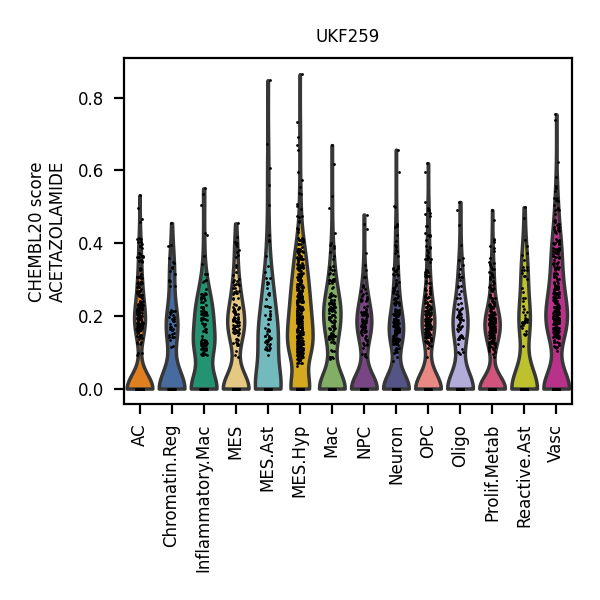 UKF259
CHEMBL20 score
ACETAZOLAMIDE
0.8
0.6
0.4
0.2
0.0
AC
Chromatin.Reg
Inflammatory.Mac
MES
MES.Ast
MES.Hyp
Mac
NPC
Neuron
OPC
Oligo
Prolif.Metab
Reactive.Ast
Vasc